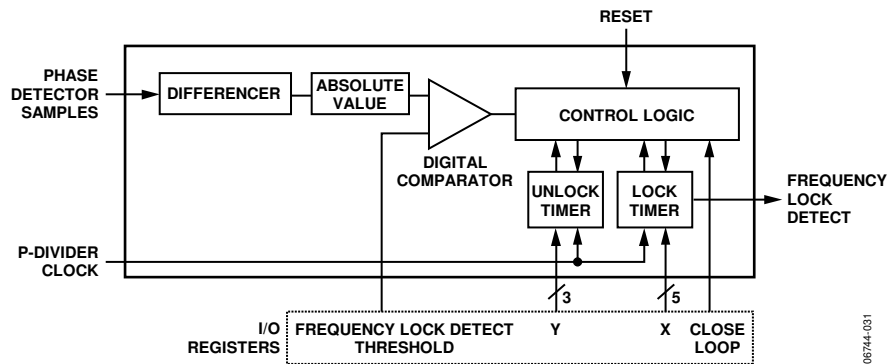 RESET
PHASE
DETECTOR
SAMPLES
DIFFERENCER
ABSOLUTE
VALUE
CONTROL LOGIC
DIGITAL
COMPARATOR
UNLOCK
TIMER
LOCK
TIMER
FREQUENCY
LOCK
DETECT
P-DIVIDER
CLOCK
3
5
I/O
REGISTERS
FREQUENCY LOCK DETECT
THRESHOLD
Y
X
CLOSE
LOOP
06744-031